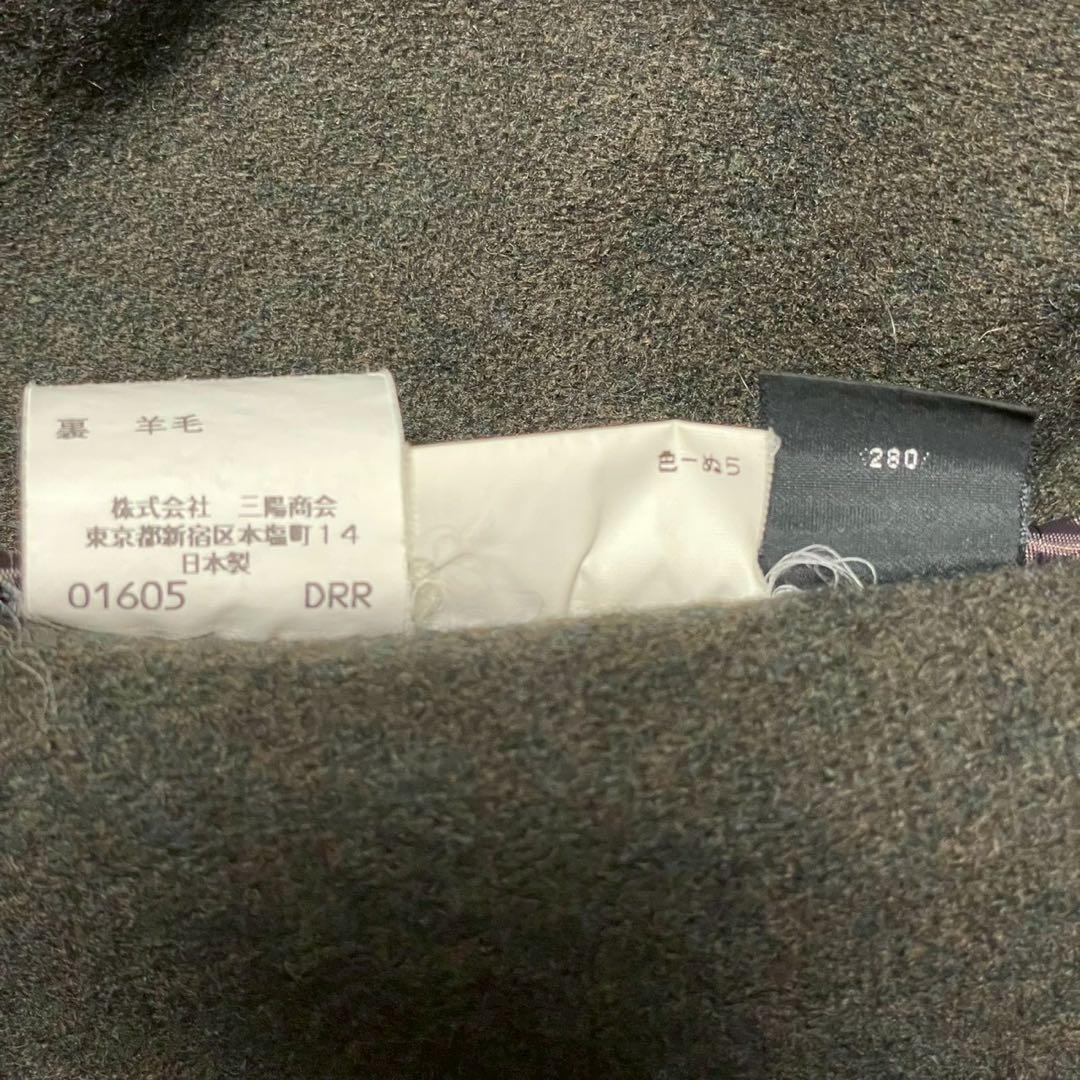 裏 羊毛
株式会社 三陽商会
東京都新宿区本塩町14
日本製
01605 DRR
色ーぬら
280